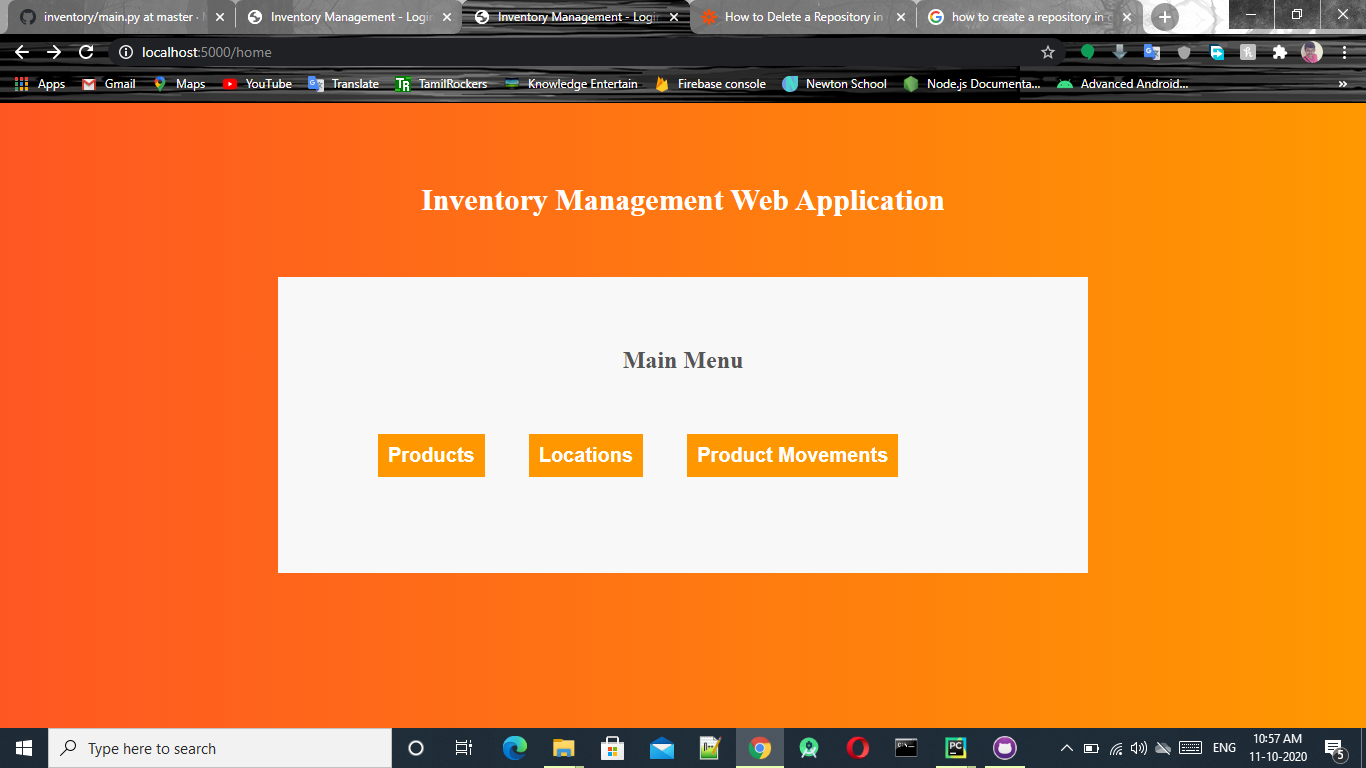 inventory/main.py at master ·
Inventory Management - Login
Inventory Management - Login
How to Delete a Repository in
how to create a repository in g
localhost:5000/home
Apps Gmail Maps YouTube Translate TamilRockers Knowledge Entertain Firebase console Newton School Node.js Documenta... Advanced Android... »
Inventory Management Web Application
Main Menu
Products Locations Product Movements
Type here to search
ENG
10:57 AM
11-10-2020
5